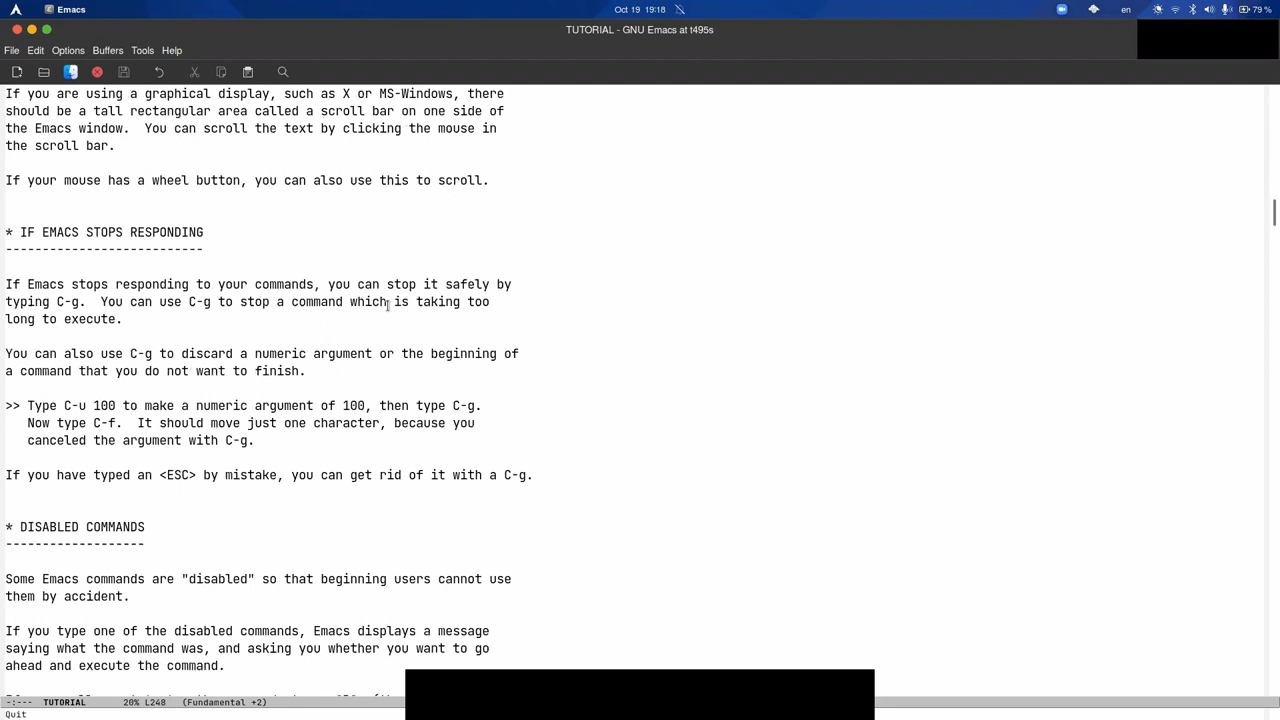 Emacs
Oct 19 19:18
en
79 %
TUTORIAL - GNU Emacs at t495s
File Edit Options Buffers Tools Help
If you are using a graphical display, such as X or MS-Windows, there
should be a tall rectangular area called a scroll bar on one side of
the Emacs window.  You can scroll the text by clicking the mouse in
the scroll bar.
If your mouse has a wheel button, you can also use this to scroll.
* IF EMACS STOPS RESPONDING
---------------------------
If Emacs stops responding to your commands, you can stop it safely by
typing C-g.  You can use C-g to stop a command which is taking too
long to execute.
You can also use C-g to discard a numeric argument or the beginning of
a command that you do not want to finish.
>> Type C-u 100 to make a numeric argument of 100, then type C-g.
Now type C-f.  It should move just one character, because you
canceled the argument with C-g.
If you have typed an <ESC> by mistake, you can get rid of it with a C-g.
* DISABLED COMMANDS
-------------------
Some Emacs commands are "disabled" so that beginning users cannot use
them by accident.
If you type one of the disabled commands, Emacs displays a message
saying what the command was, and asking you whether you want to go
ahead and execute the command.
-:--- TUTORIAL 20% L248 (Fundamental +2)
Quit